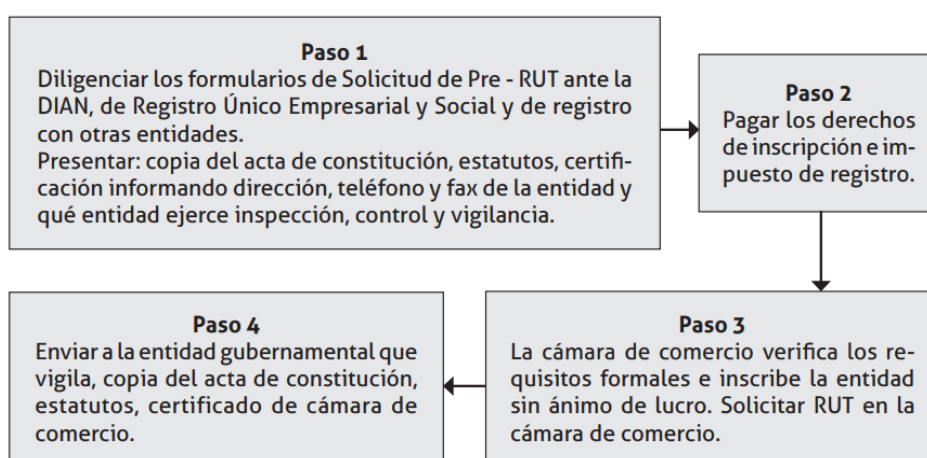 Paso 1
Diligenciar los formularios de Solicitud de Pre - RUT ante la
DIAN, de Registro Único Empresarial y Social y de registro
con otras entidades.
Presentar: copia del acta de constitución, estatutos, certifi-
cación informando dirección, teléfono y fax de la entidad y
qué entidad ejerce inspección, control y vigilancia.
Paso 2
Pagar los derechos
de inscripción e im-
puesto de registro.
Paso 3
La cámara de comercio verifica los re-
quisitos formales e inscribe la entidad
sin ánimo de lucro. Solicitar RUT en la
cámara de comercio.
Paso 4
Enviar a la entidad gubernamental que
vigila, copia del acta de constitución,
estatutos, certificado de cámara de
comercio.